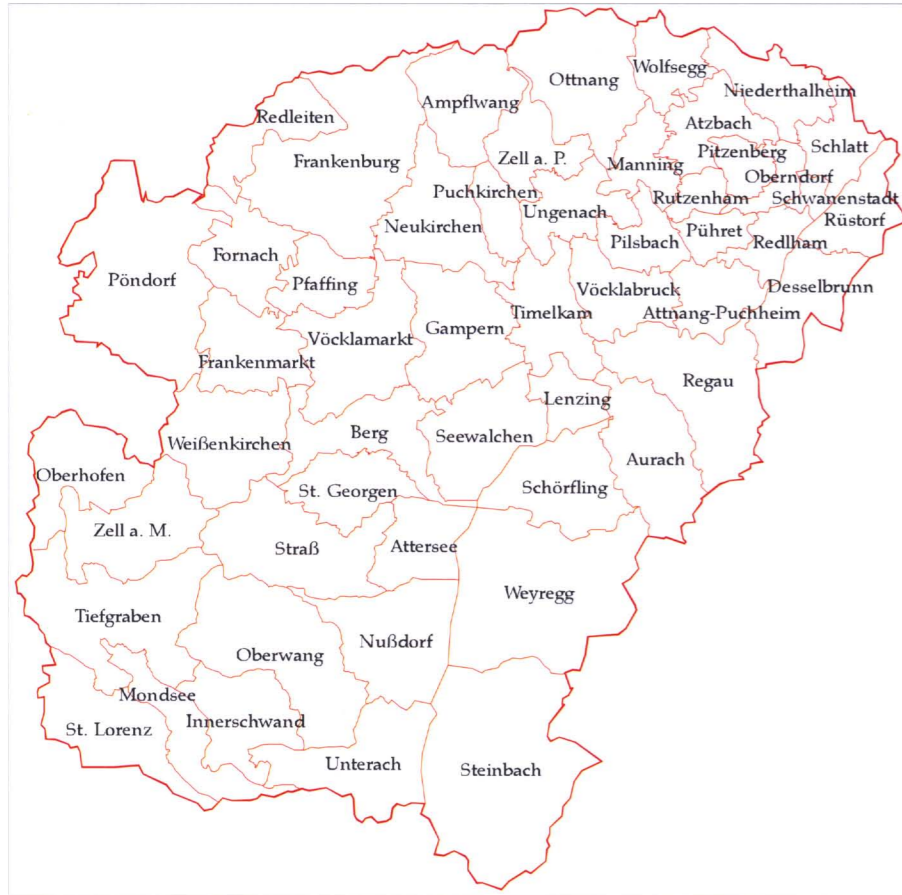 Wolfsegg
Ottnang
Niederthalheim
Ampflwang
Redleiten
Atzbach
Schlatt
Pitzenberg
Frankenburg
Zell a. P.
Manning
Oberndorf
Puchkirchen
Rutzenham
Schwanenstadt
Ungenach
Rüstorf
Neukirchen
Pühret
Pilsbach
Redlham
Fornach
Pöndorf
Pfaffing
Vöcklabruck
Desselbrunn
Timelkam
Attnang-Puchheim
Gampern
Vöcklamarkt
Frankenmarkt
Regau
Lenzing
Berg
Seewalchen
Weißenkirchen
Aurach
Oberhofen
St. Georgen
Schörfling
Zell a. M.
Attersee
Straß
Weyregg
Tiefgraben
Nußdorf
Oberwang
Mondsee
Innerschwand
St. Lorenz
Unterach
Steinbach